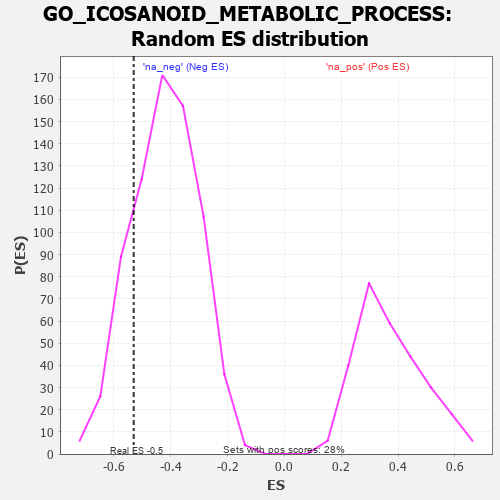 GO_ICOSANOID_METABOLIC_PROCESS:
Random ES distribution
'na_neg' (Neg ES)
'na_pos' (Pos ES)
170
160
150
140
130
120
110
100
90
80
70
60
50
40
30
20
10
0
P(ES)
Real ES -0.5
Sets with pos scores: 28%
-0.6 -0.4 -0.2 0.0 0.2 0.4 0.6
ES